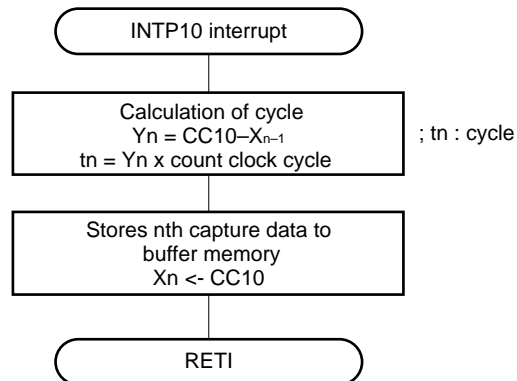 INTP10 interrupt
Calculation of cycle
Yn = CC10–Xn–1
tn = Yn x count clock cycle
; tn : cycle
Stores nth capture data to
buffer memory
Xn <- CC10
RETI